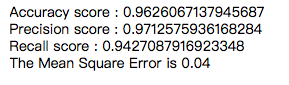 Accuracy score : 0.9626067137945687
Precision score : 0.9712575936168284
Recall score : 0.9427087916923348
The Mean Square Error is 0.04